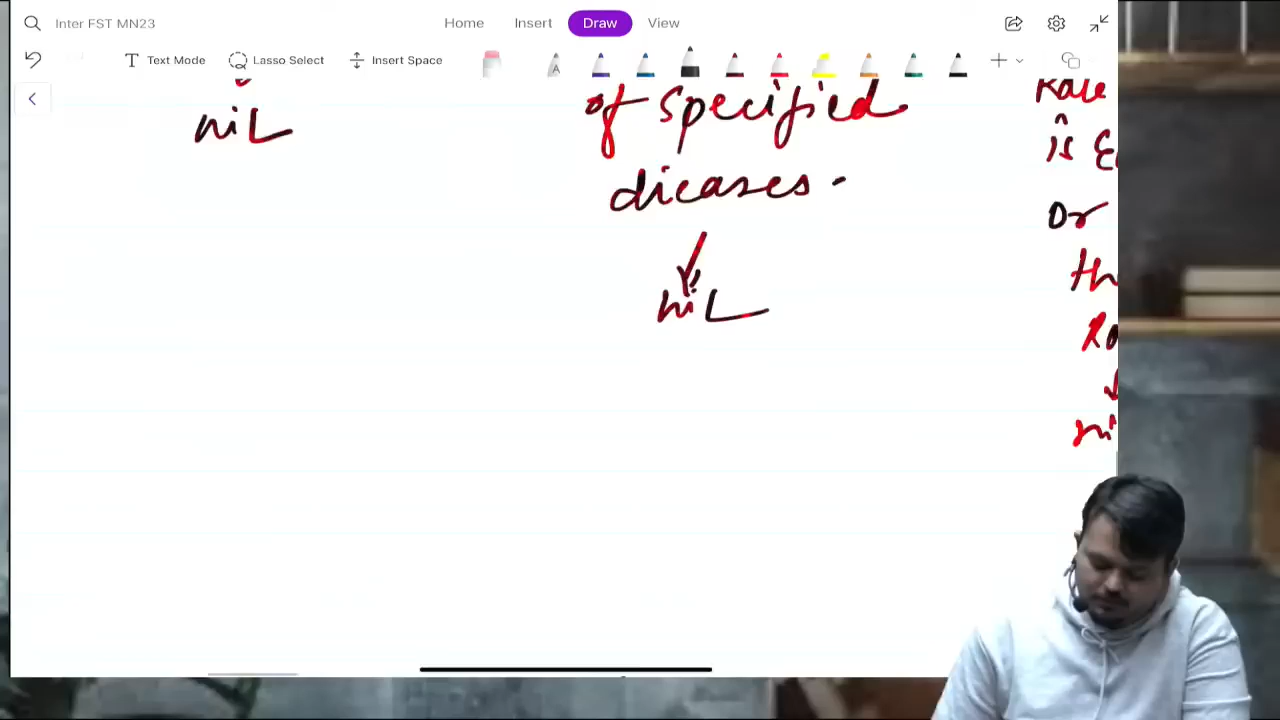 Inter FST MN23
Home Insert Draw View
Text Mode Lasso Select Insert Space
niL
of specified
dicases -
niL
Rate
is
Or